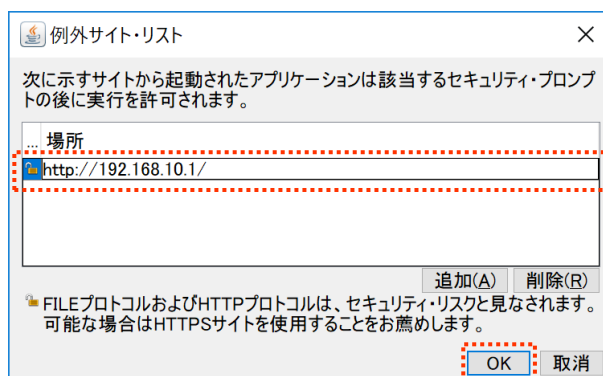 例外サイト・リスト
次に示すサイトから起動されたアプリケーションは該当するセキュリティ・プロンプ
トの後に実行を許可されます。
... 場所
http://192.168.10.1/
追加(A) 削除(R)
FILEプロトコルおよびHTTPプロトコルは、セキュリティ・リスクと見なされます。
可能な場合はHTTPSサイトを使用することをお薦めします。
OK 取消